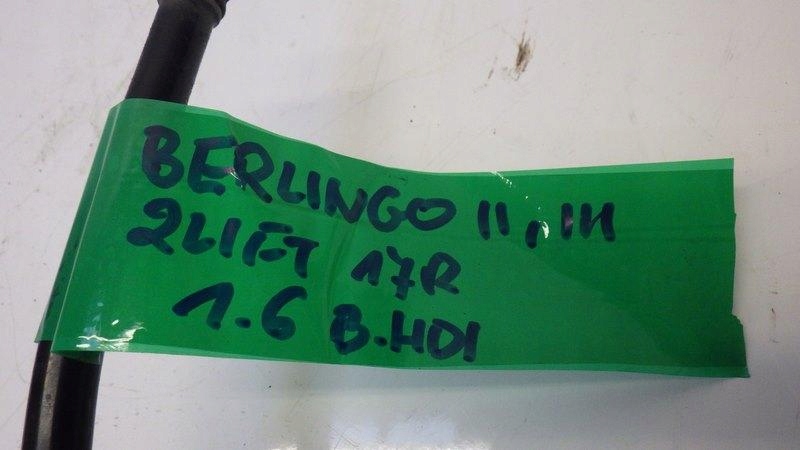 BERLINGO II, III
2LIFT 17R
1.6 B.HDI